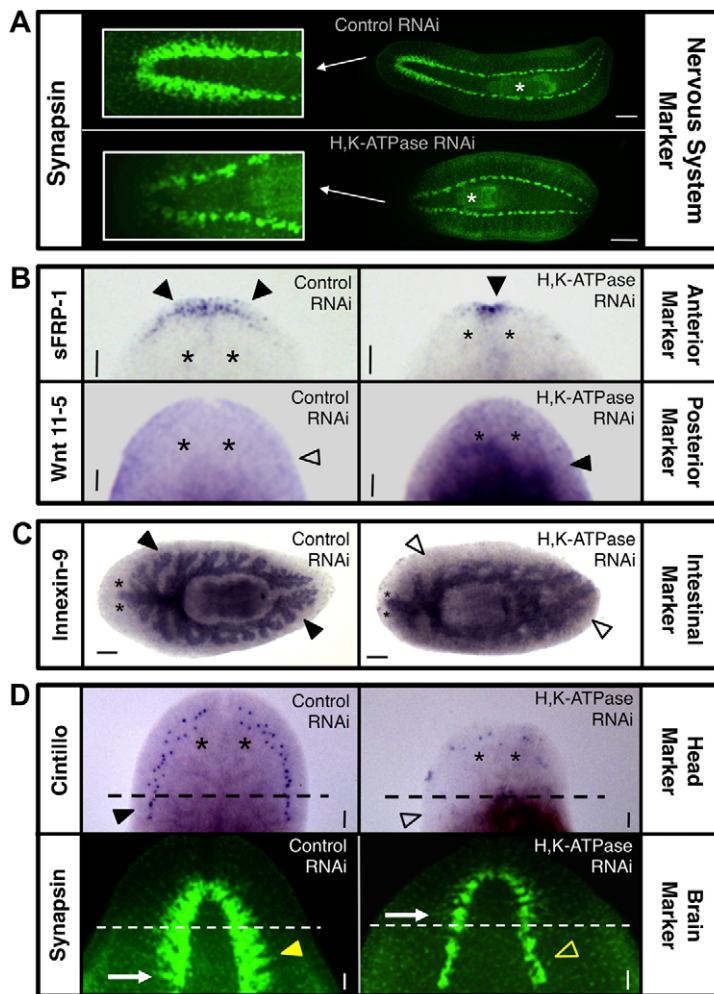 A
Synapsin
Control RNAi
*
H,K-ATPase RNAi
*
Nervous System
Marker
B
sFRP-1
Control
RNAi
* *
H,K-ATPase
RNAi
* *
Anterior
Marker
Wnt 11-5
Control
RNAi
* *
H,K-ATPase
RNAi
* *
Posterior
Marker
C
Innexin-9
Control
RNAi
*
*
H,K-ATPase
RNAi
*
*
Intestinal
Marker
D
Cintillo
Control
RNAi
* *
H,K-ATPase
RNAi
* *
Head
Marker
Synapsin
Control
RNAi
H,K-ATPase
RNAi
Brain
Marker